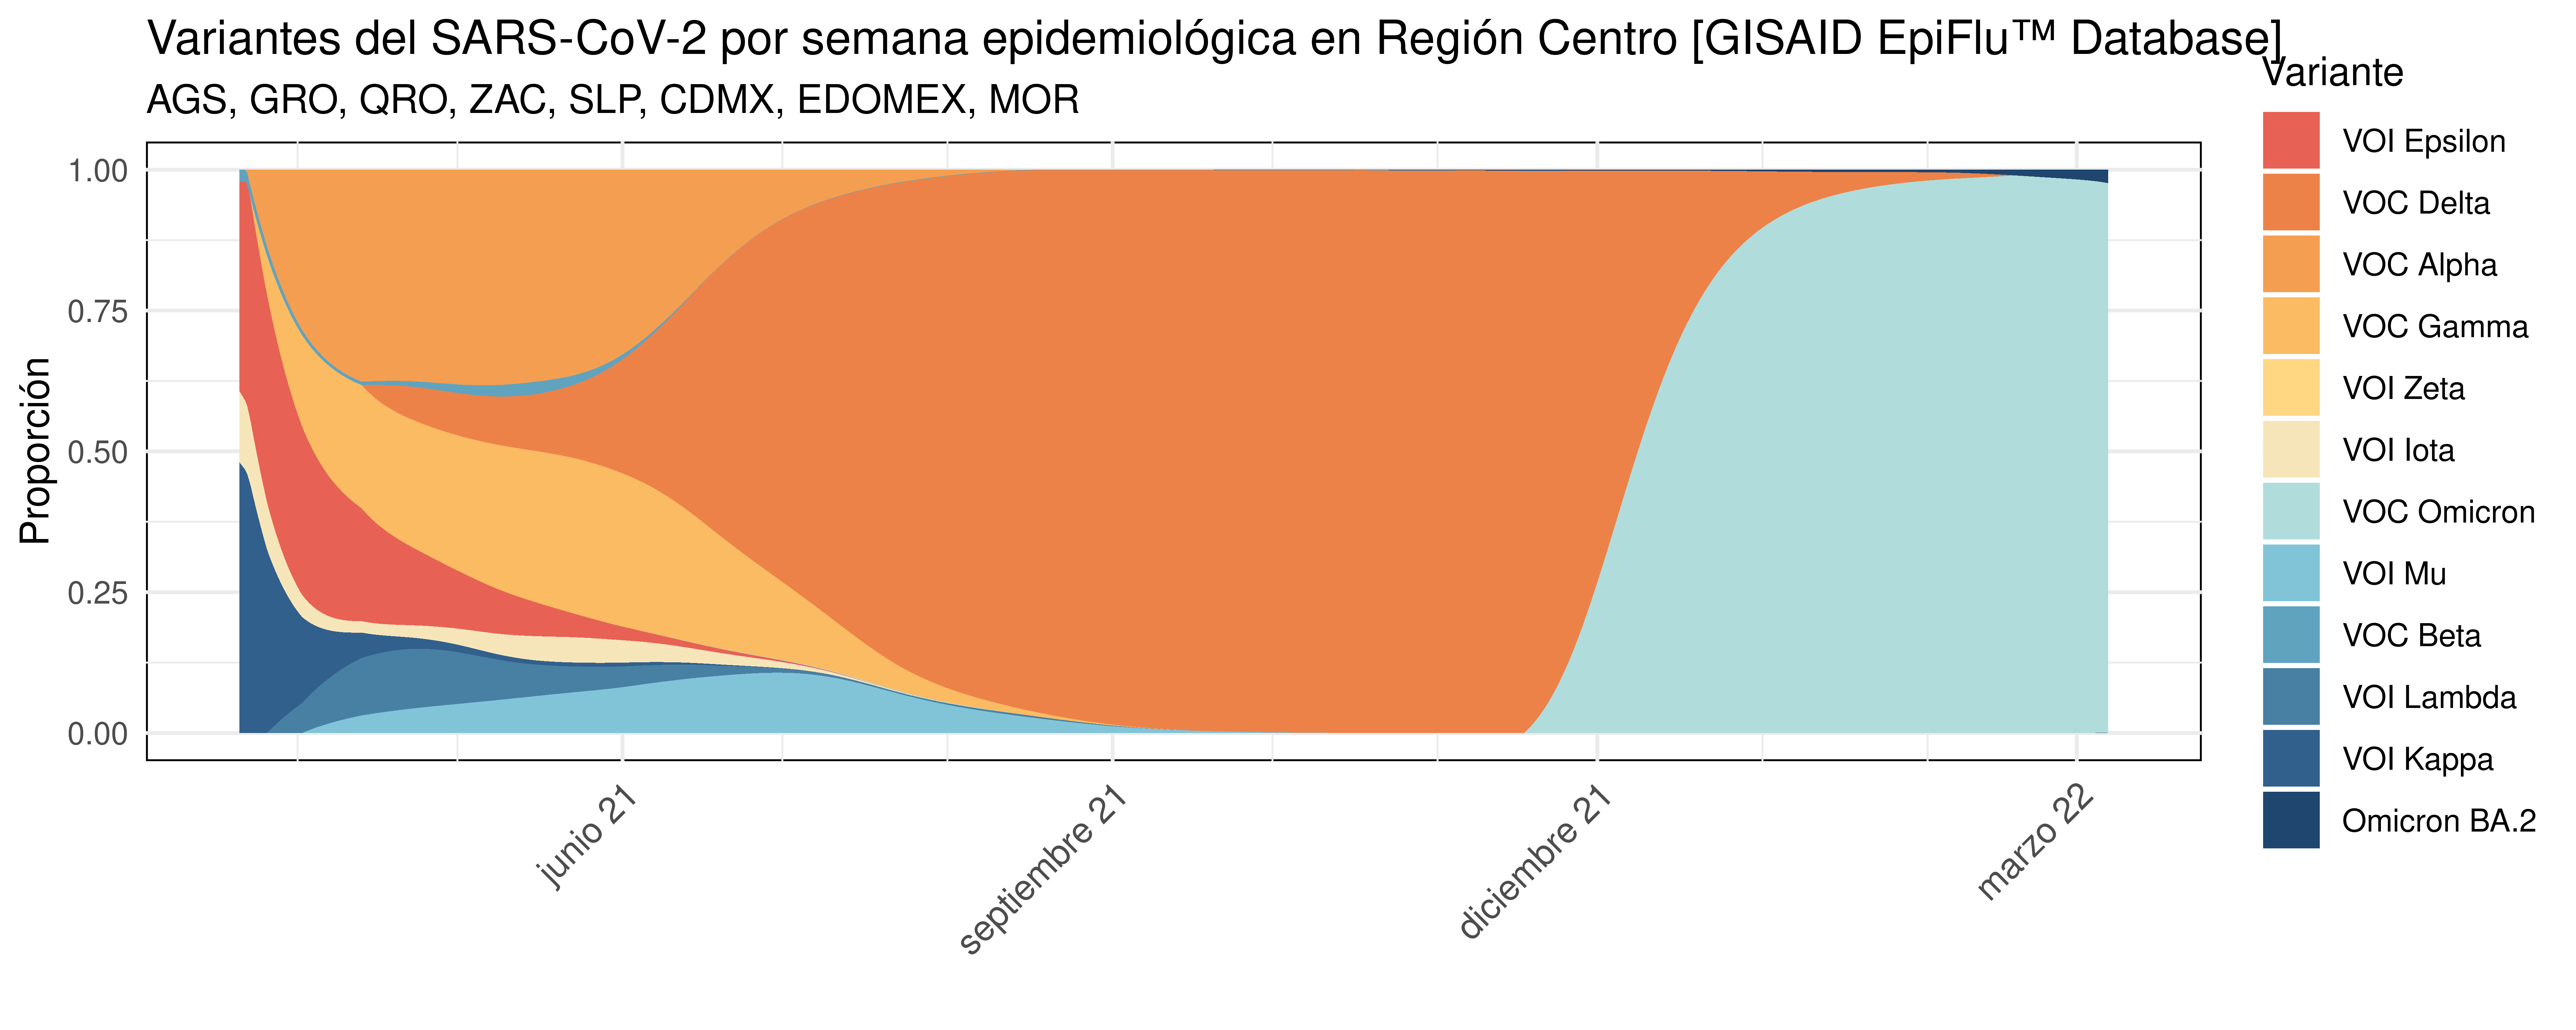 Variantes del SARS-CoV-2 por semana epidemiológica en Región Centro [GISAID EpiFlu™ Database]
AGS, GRO, QRO, ZAC, SLP, CDMX, EDOMEX, MOR
Proporción
1.00
0.75
0.50
0.25
0.00
junio 21
septiembre 21
diciembre 21
marzo 22
Variante
VOI Epsilon
VOC Delta
VOC Alpha
VOC Gamma
VOI Zeta
VOI Iota
VOC Omicron
VOI Mu
VOC Beta
VOI Lambda
VOI Kappa
Omicron BA.2